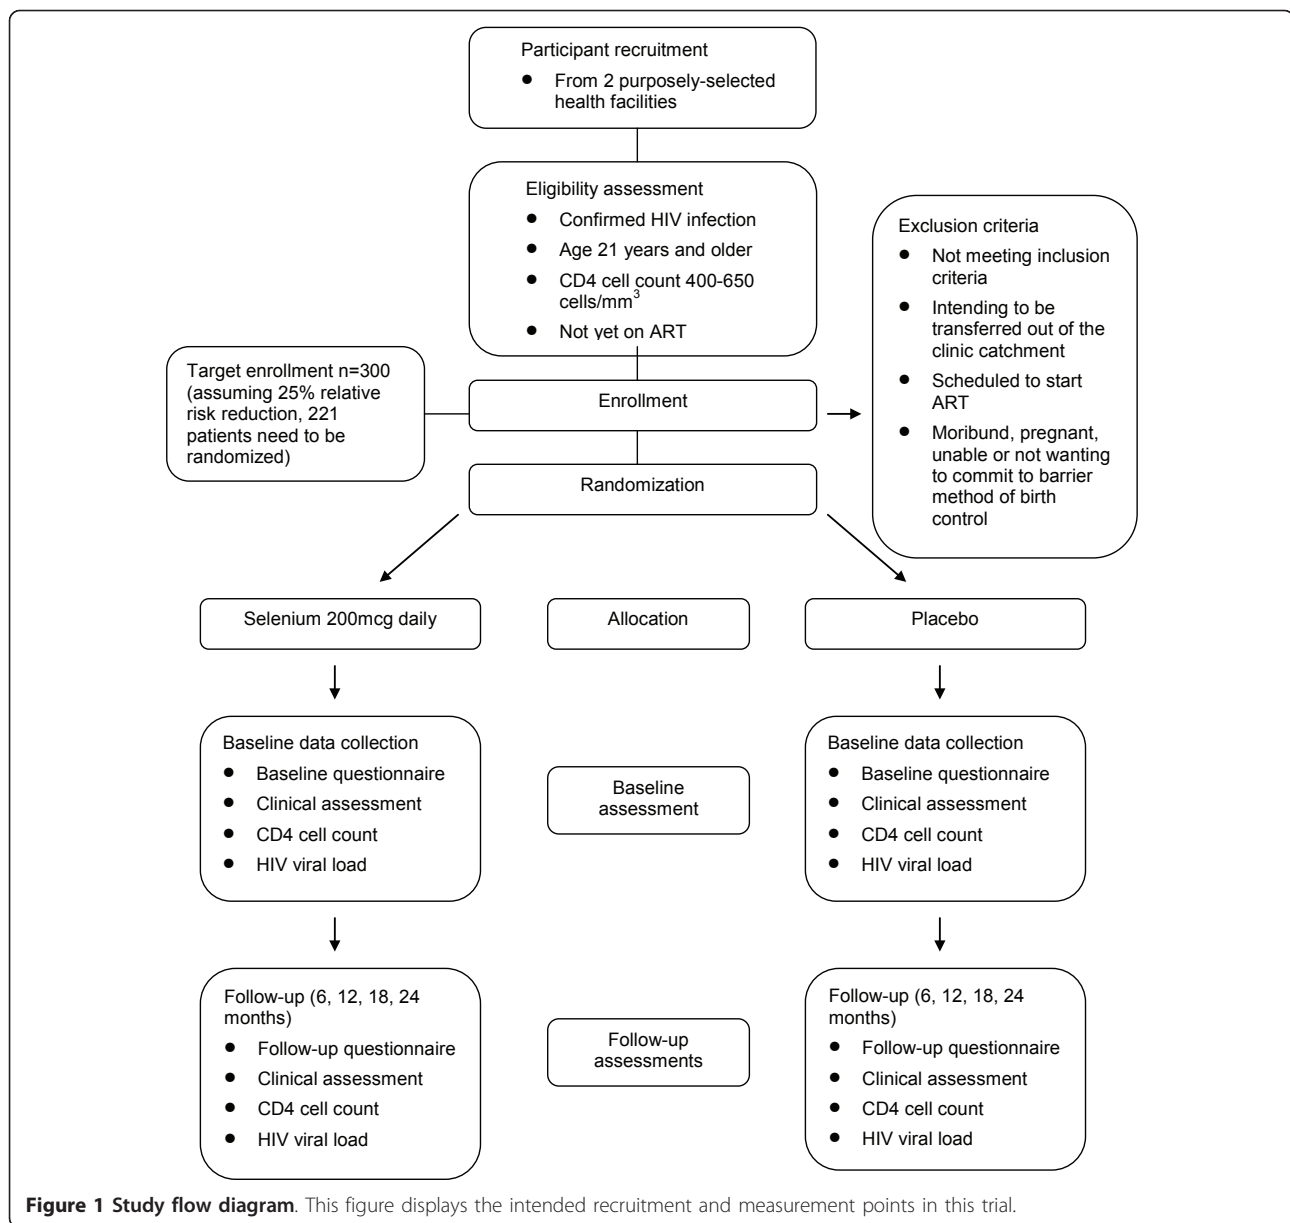 Participant recruitment
● From 2 purposely-selected
health facilities
Eligibility assessment
● Confirmed HIV infection
● Age 21 years and older
● CD4 cell count 400-650
cells/mm³
● Not yet on ART
Exclusion criteria
● Not meeting inclusion
criteria
● Intending to be
transferred out of the
clinic catchment
● Scheduled to start
ART
● Moribund, pregnant,
unable or not wanting
to commit to barrier
method of birth
control
Target enrollment n=300
(assuming 25% relative
risk reduction, 221
patients need to be
randomized)
Enrollment
Randomization
Selenium 200mcg daily
Allocation
Placebo
Baseline data collection
● Baseline questionnaire
● Clinical assessment
● CD4 cell count
● HIV viral load
Baseline
assessment
Baseline data collection
● Baseline questionnaire
● Clinical assessment
● CD4 cell count
● HIV viral load
Follow-up (6, 12, 18, 24
months)
● Follow-up questionnaire
● Clinical assessment
● CD4 cell count
● HIV viral load
Follow-up
assessments
Follow-up (6, 12, 18, 24
months)
● Follow-up questionnaire
● Clinical assessment
● CD4 cell count
● HIV viral load
Figure 1 Study flow diagram. This figure displays the intended recruitment and measurement points in this trial.